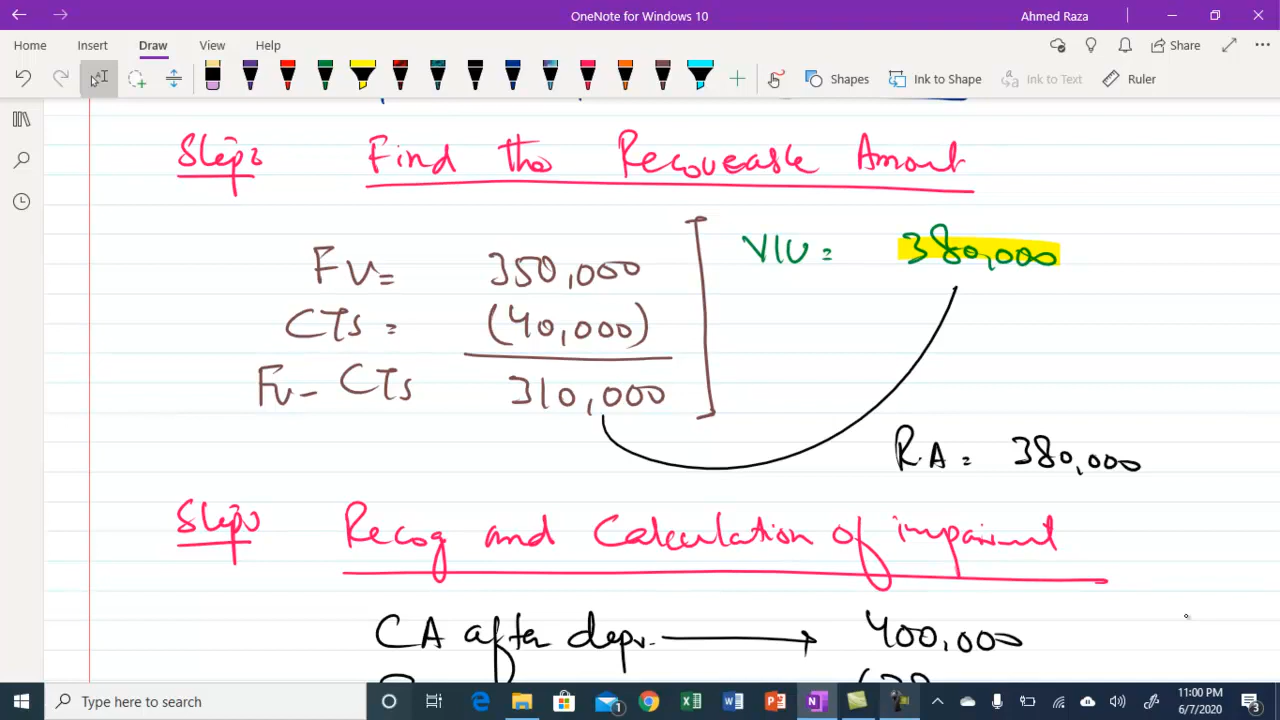 OneNote for Windows 10
Ahmed Raza
Home Insert Draw View Help
Share
Shapes
Ink to Shape
Ink to Text
Ruler
Find the Recoverable Amount
FV = 350,000
VIU = 380,000
CTs = (40,000)
FV - CTs 310,000
RA = 380,000
Recog and Calculation of impairment
CA after depr. 400,000
Type here to search
11:00 PM
6/7/2020
1
3